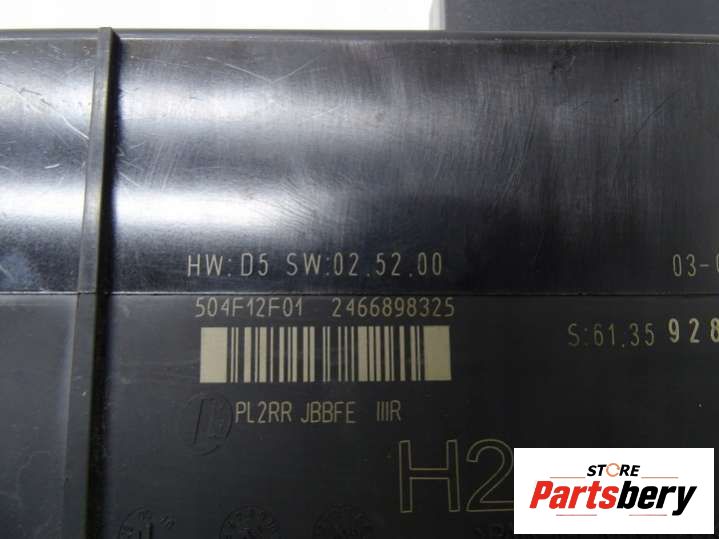 HW: D5 SW:02.52.00
03-
504F12F01 2466898325
S:61.35 928
PL2RR JBBFE IIIR
H2
STORE
Partsbery